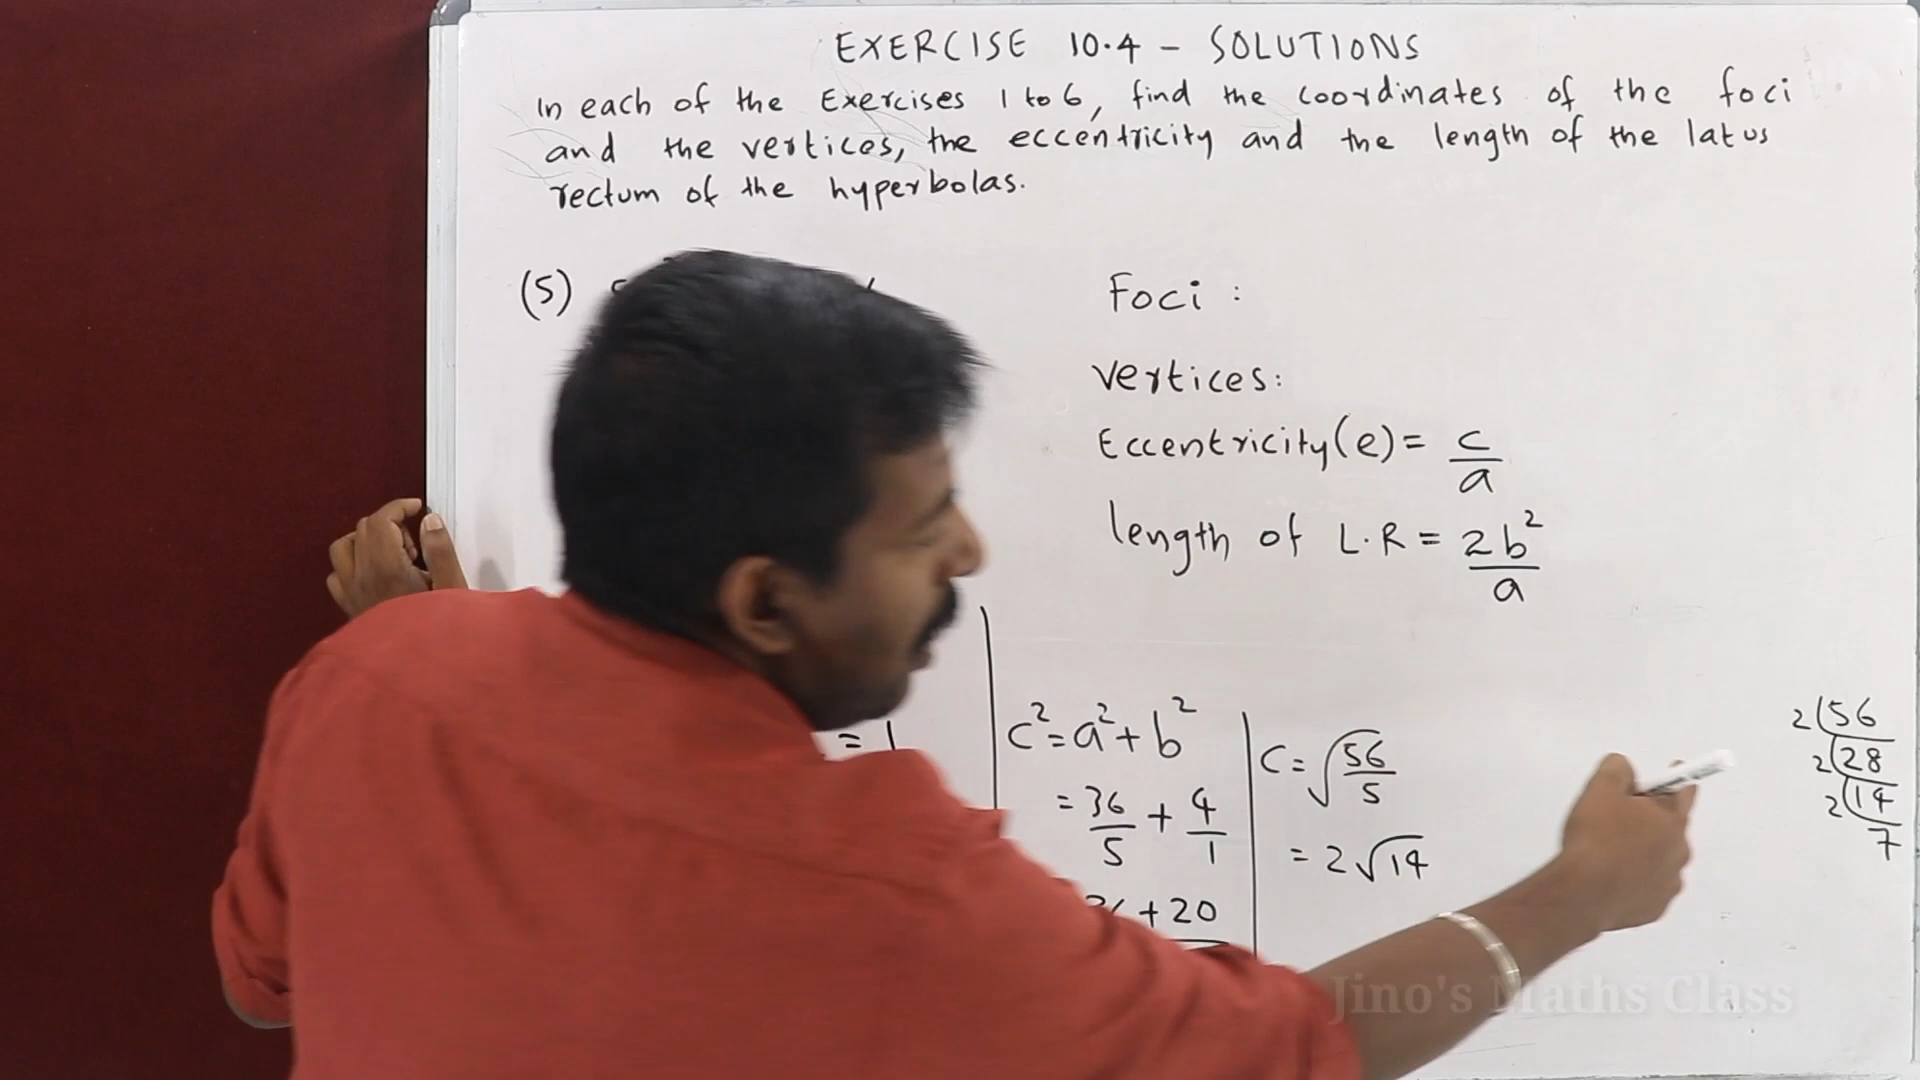 EXERCISE 10.4 - SOLUTIONS
In each of the Exercises 1 to 6, find the coordinates of the foci
and the vertices, the eccentricity and the length of the latus
rectum of the hyperbolas.
(5)
Foci :
Vertices:
Eccentricity(e) = c/a
length of L.R = 2b²/a
= 1
c² = a² + b²
= 36/5 + 4/1
+ 20
C = √56/5
= 2√14
2 56
2 28
2 14
7
Jino's Maths Class